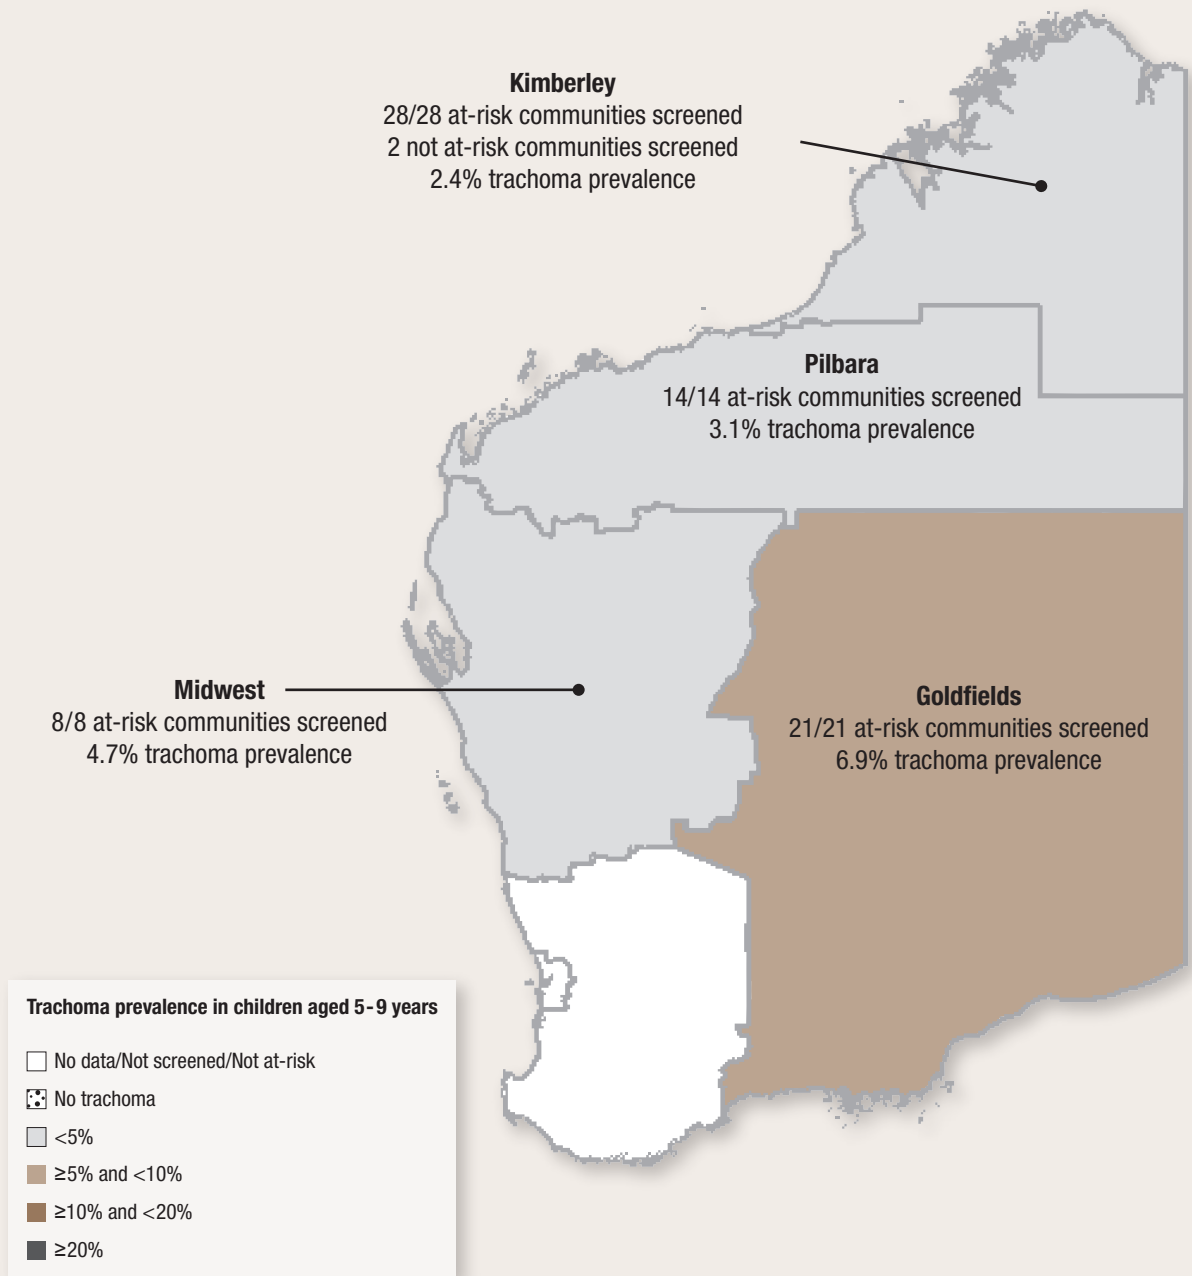 Kimberley
28/28 at-risk communities screened
2 not at-risk communities screened
2.4% trachoma prevalence
Pilbara
14/14 at-risk communities screened
3.1% trachoma prevalence
Midwest
8/8 at-risk communities screened
4.7% trachoma prevalence
Goldfields
21/21 at-risk communities screened
6.9% trachoma prevalence
Trachoma prevalence in children aged 5-9 years
No data/Not screened/Not at-risk
No trachoma
<5%
≥5% and <10%
≥10% and <20%
≥20%